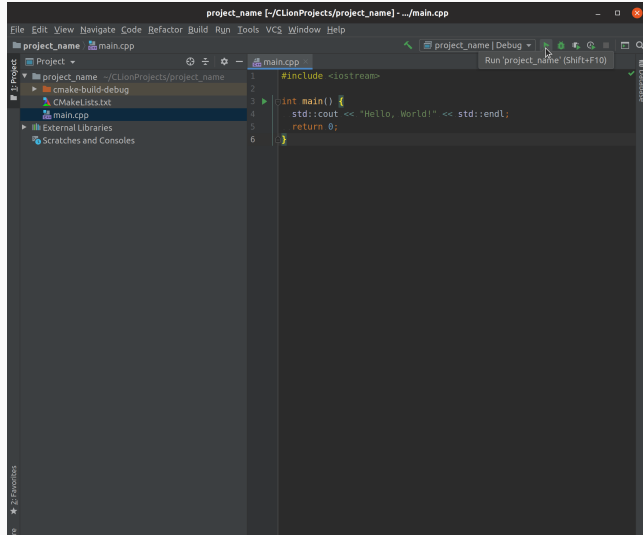 project_name [~/CLionProjects/project_name] - .../main.cpp
File Edit View Navigate Code Refactor Build Run Tools VCS Window Help
project_name main.cpp
project_name | Debug
Run 'project_name' (Shift+F10)
1: Project
Project
main.cpp
project_name ~/CLionProjects/project_name
cmake-build-debug
CMakeLists.txt
main.cpp
External Libraries
Scratches and Consoles
1 #include <iostream>
2
3 int main() {
4 std::cout << "Hello, World!" << std::endl;
5 return 0;
6 }
Database
2: Favorites